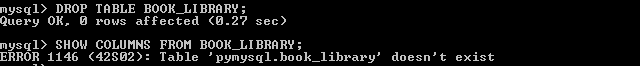 mysql> DROP TABLE BOOK_LIBRARY;
Query OK, 0 rows affected (0.27 sec)
mysql> SHOW COLUMNS FROM BOOK_LIBRARY;
ERROR 1146 (42S02): Table 'pymysql.book_library' doesn't exist